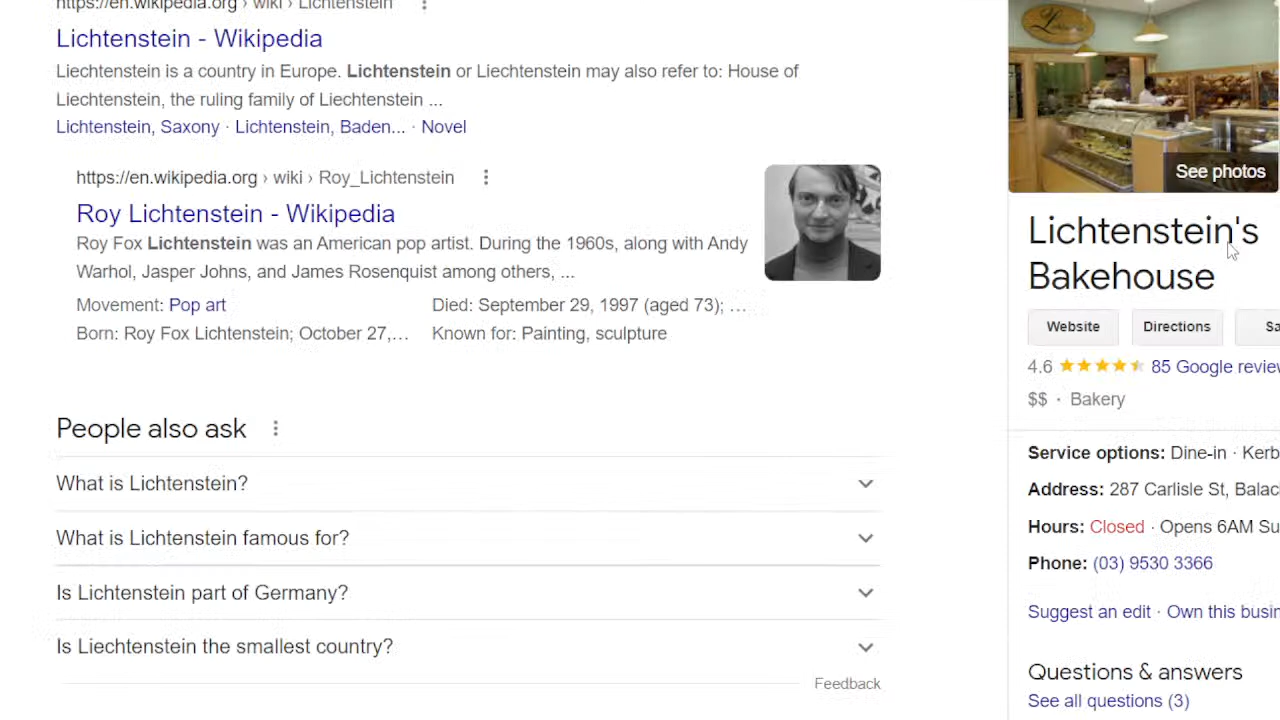 https://en.wikipedia.org › wiki › Lichtenstein
Lichtenstein - Wikipedia
Liechtenstein is a country in Europe. Lichtenstein or Liechtenstein may also refer to: House of
Liechtenstein, the ruling family of Liechtenstein ...
Lichtenstein, Saxony · Lichtenstein, Baden... · Novel
https://en.wikipedia.org › wiki › Roy_Lichtenstein
Roy Lichtenstein - Wikipedia
Roy Fox Lichtenstein was an American pop artist. During the 1960s, along with Andy
Warhol, Jasper Johns, and James Rosenquist among others, ...
Movement: Pop art
Died: September 29, 1997 (aged 73); ...
Born: Roy Fox Lichtenstein; October 27,...
Known for: Painting, sculpture
People also ask
What is Lichtenstein?
What is Lichtenstein famous for?
Is Lichtenstein part of Germany?
Is Liechtenstein the smallest country?
Feedback
See photos
Lichtenstein's
Bakehouse
Website
Directions
Sa
4.6
85 Google review
$$ · Bakery
Service options: Dine-in · Kerb
Address: 287 Carlisle St, Balac
Hours: Closed · Opens 6AM Su
Phone: (03) 9530 3366
Suggest an edit · Own this busin
Questions & answers
See all questions (3)